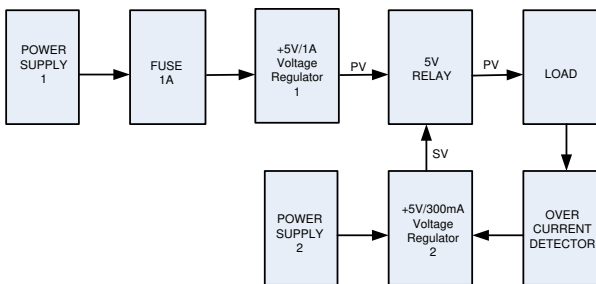 POWER
SUPPLY
1
FUSE
1A
+5V/1A
Voltage
Regulator
1
PV
5V
RELAY
PV
LOAD
SV
POWER
SUPPLY
2
+5V/300mA
Voltage
Regulator
2
OVER
CURRENT
DETECTOR